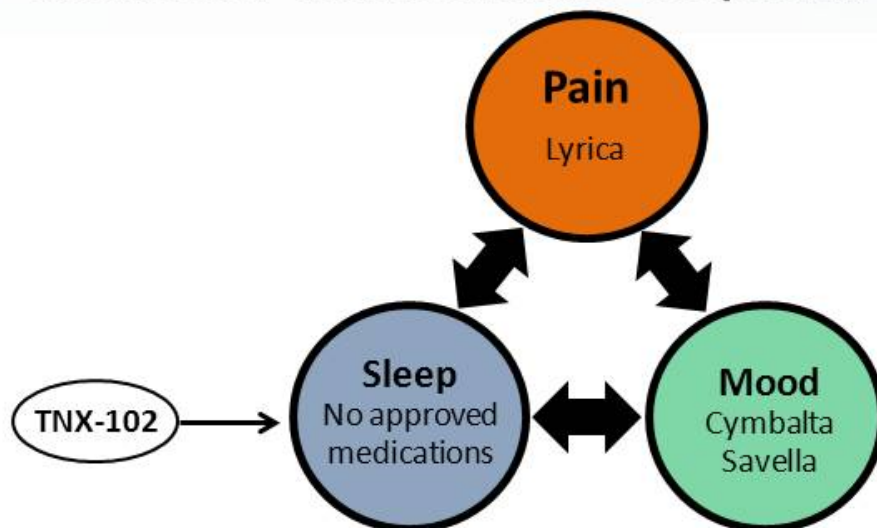 Pain
Lyrica
Sleep
No approved
medications
Mood
Cymbalta
Savella
TNX-102